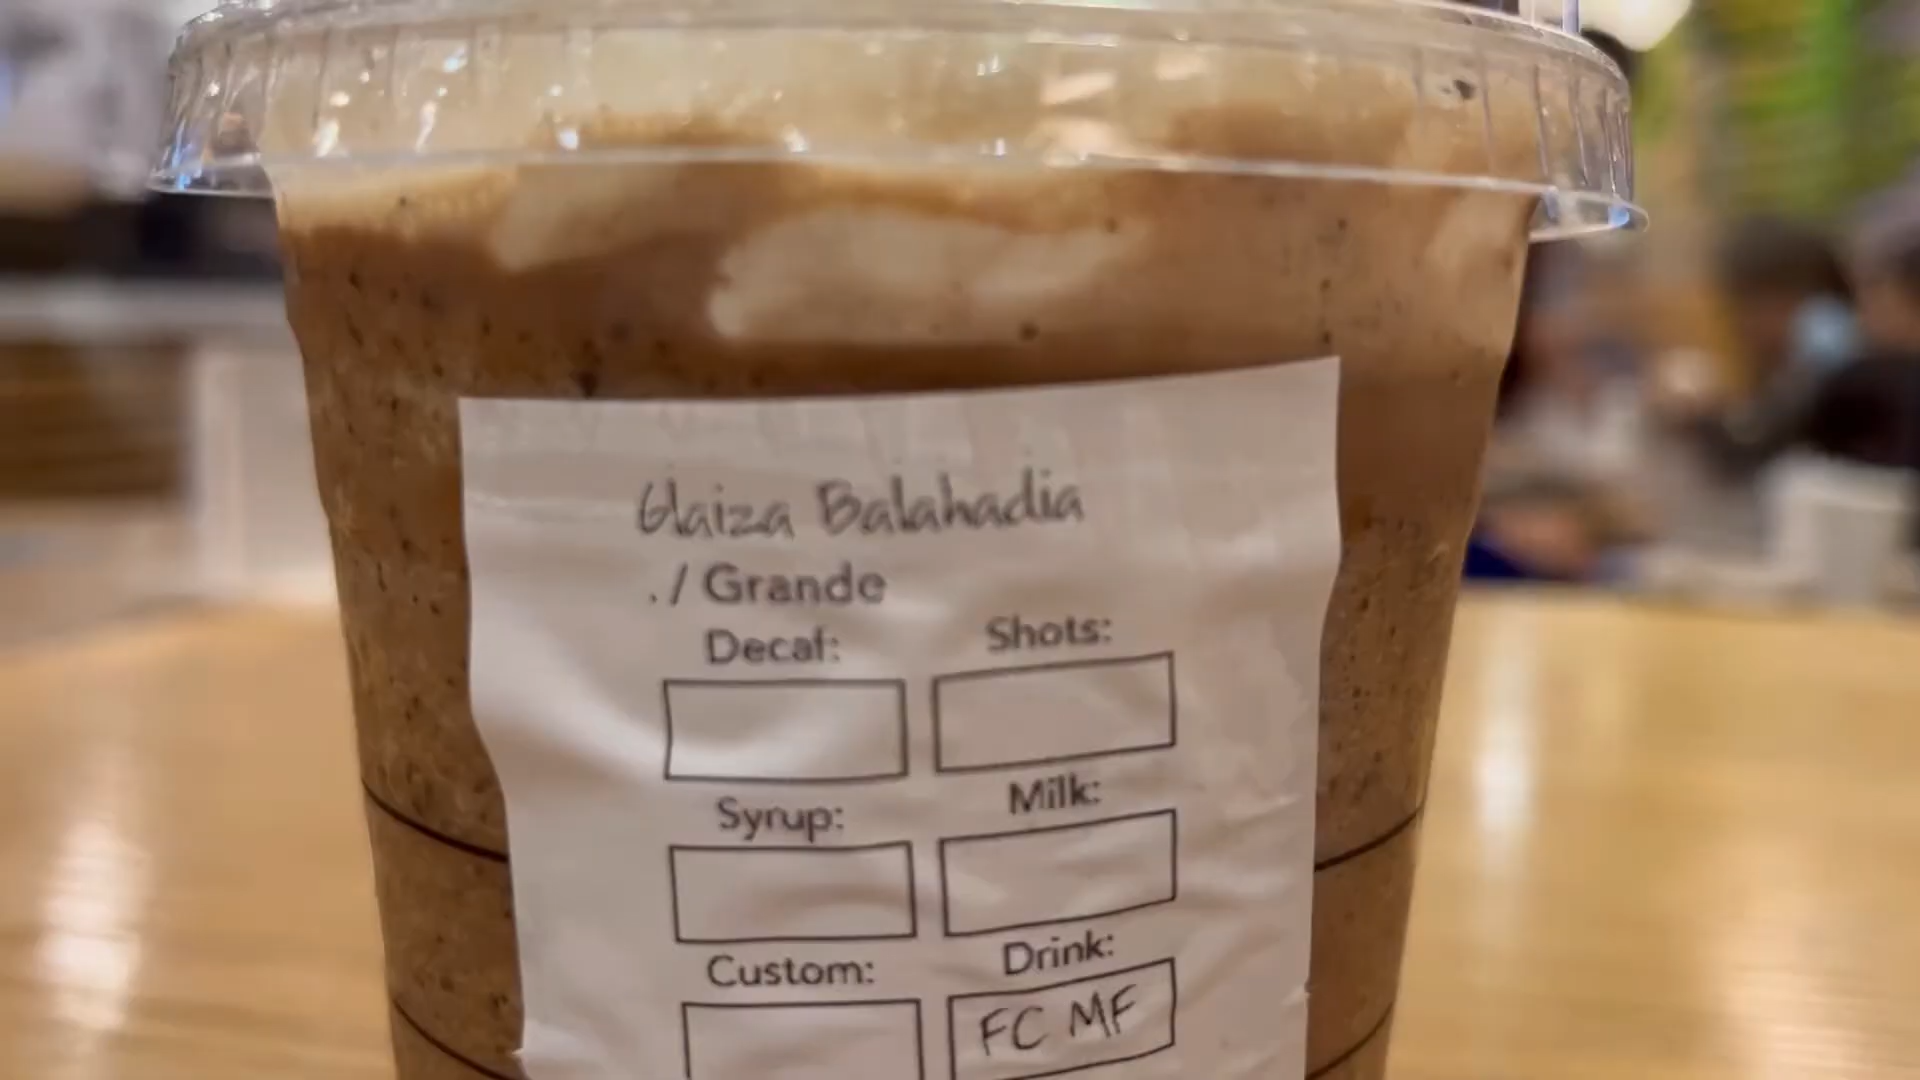 Glaiza Balahadia
./ Grande
Decaf: Shots:
Syrup: Milk:
Custom: Drink:
FC MF